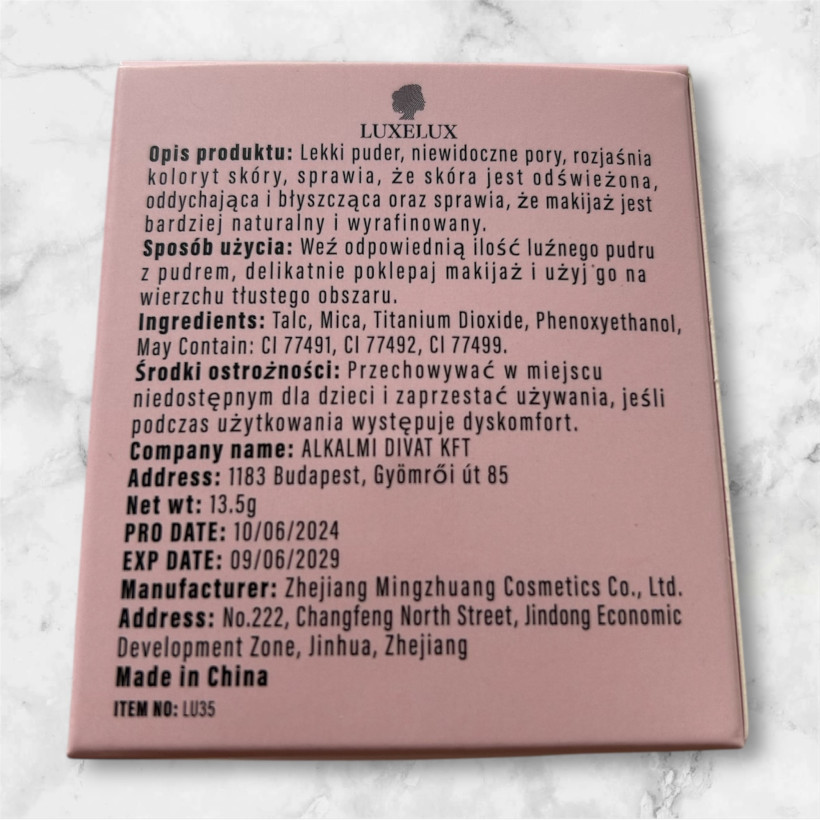 LUXELUX
Opis produktu: Lekki puder, niewidoczne pory, rozjaśnia
koloryt skóry, sprawia, że skóra jest odświeżona,
oddychająca i błyszcząca oraz sprawia, że makijaż jest
bardziej naturalny i wyrafinowany.
Sposób użycia: Weź odpowiednią ilość luźnego pudru
z pudrem, delikatnie poklepaj makijaż i użyj go na
wierzchu tłustego obszaru.
Ingredients: Talc, Mica, Titanium Dioxide, Phenoxyethanol,
May Contain: CI 77491, CI 77492, CI 77499.
Środki ostrożności: Przechowywać w miejscu
niedostępnym dla dzieci i zaprzestać używania, jeśli
podczas użytkowania występuje dyskomfort.
Company name: ALKALMI DIVAT KFT
Address: 1183 Budapest, Gyömrői út 85
Net wt: 13.5g
PRO DATE: 10/06/2024
EXP DATE: 09/06/2029
Manufacturer: Zhejiang Mingzhuang Cosmetics Co., Ltd.
Address: No.222, Changfeng North Street, Jindong Economic
Development Zone, Jinhua, Zhejiang
Made in China
ITEM NO: LU35